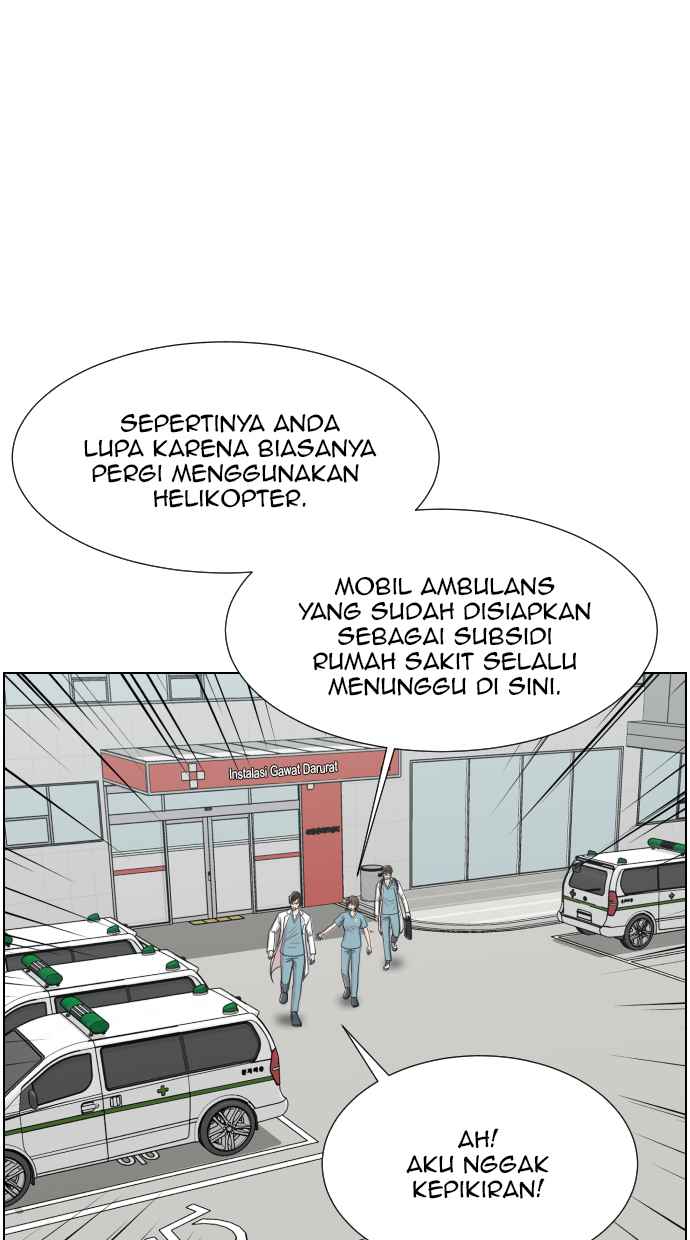 SEPERTINYA ANDA
LUPA KARENA BIASANYA
PERGI MENGGUNAKAN
HELIKOPTER.
MOBIL AMBULANS
YANG SUDAH DISIAPKAN
SEBAGAI SUBSIDI
RUMAH SAKIT SELALU
MENUNGGU DI SINI.
Instalasi Gawat Darurat
AH!
AKU NGGAK
KEPIKIRAN!